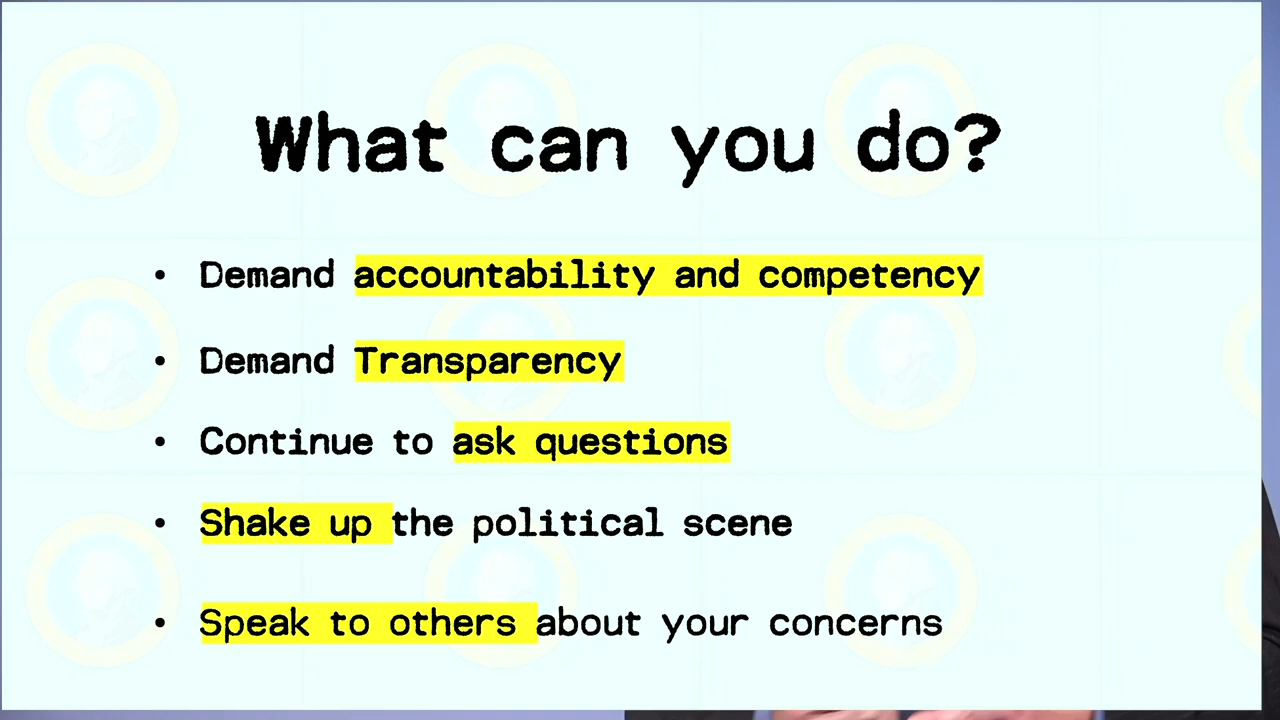 What can you do?
• Demand accountability and competency
• Demand Transparency
• Continue to ask questions
• Shake up the political scene
• Speak to others about your concerns